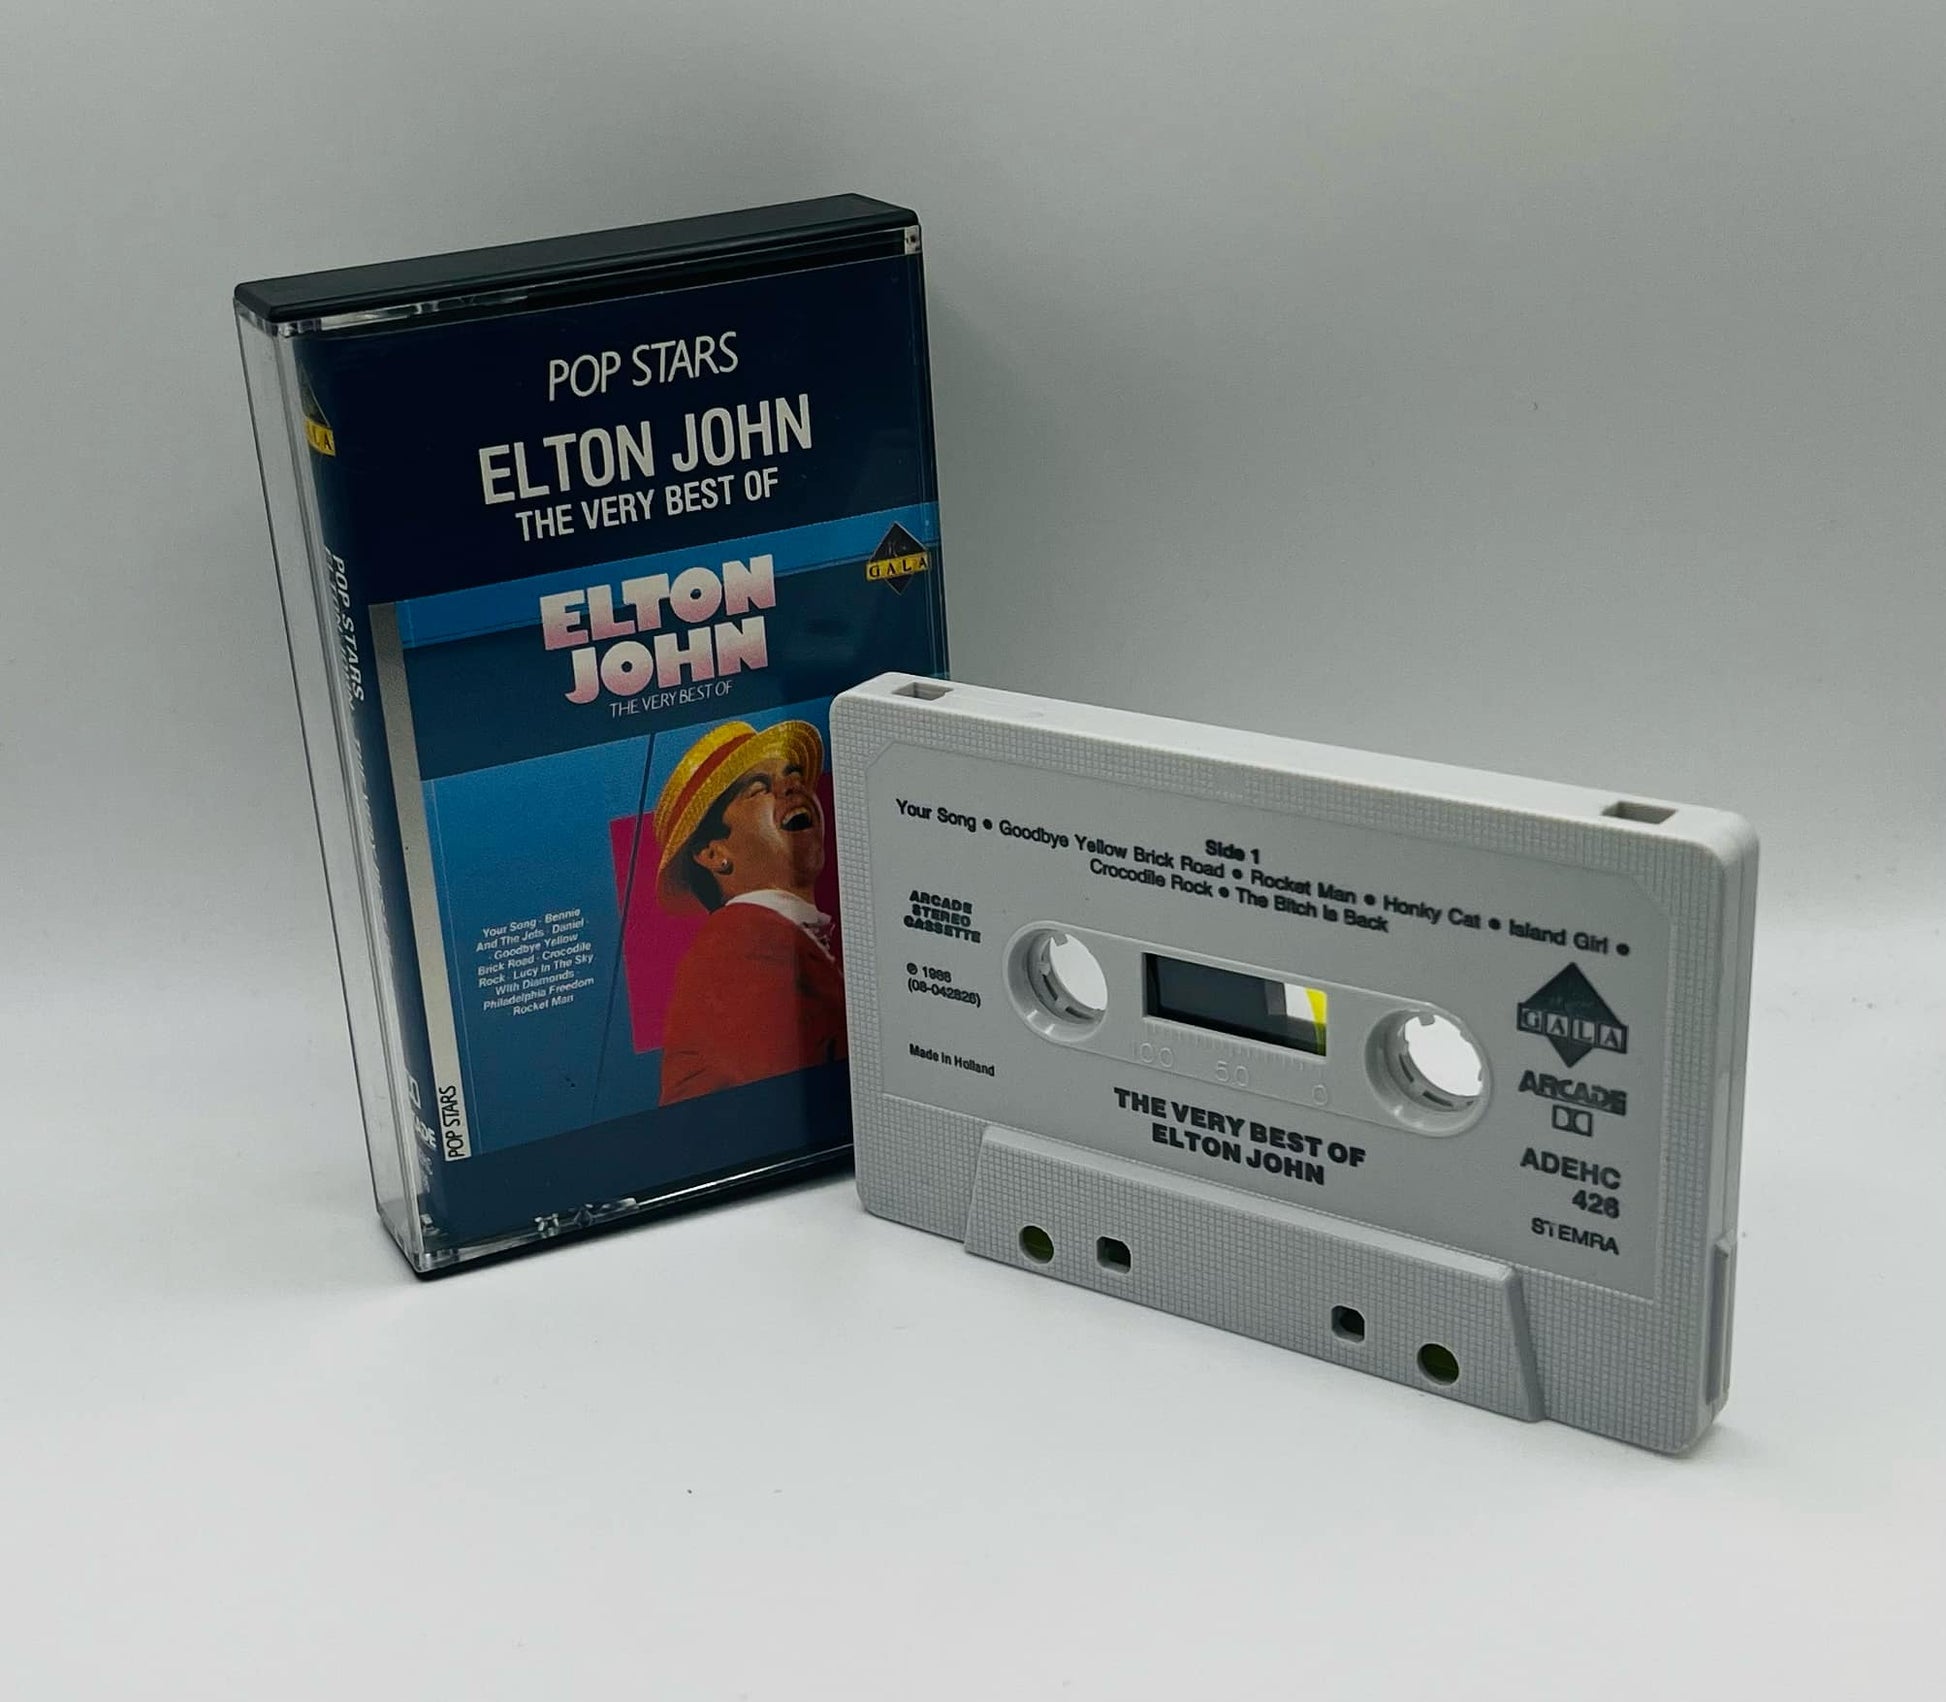 POP STARS
ELTON JOHN
THE VERY BEST OF
GALA
ELTON
JOHN
THE VERY BEST OF
Your Song · Bennie
And The Jets · Daniel ·
· Goodbye Yellow
Brick Road · Crocodile
Rock · Lucy In The Sky
With Diamonds ·
Philadelphia Freedom
· Rocket Man
POP STARS
POP STARS
Side 1
Your Song • Goodbye Yellow Brick Road • Rocket Man • Honky Cat • Island Girl •
Crocodile Rock • The Bitch Is Back
ARCADE
STEREO
CASSETTE
℗ 1988
(08-042826)
Made in Holland
100 50 0
GALA
ARCADE
ADEHC
426
STEMRA
THE VERY BEST OF
ELTON JOHN